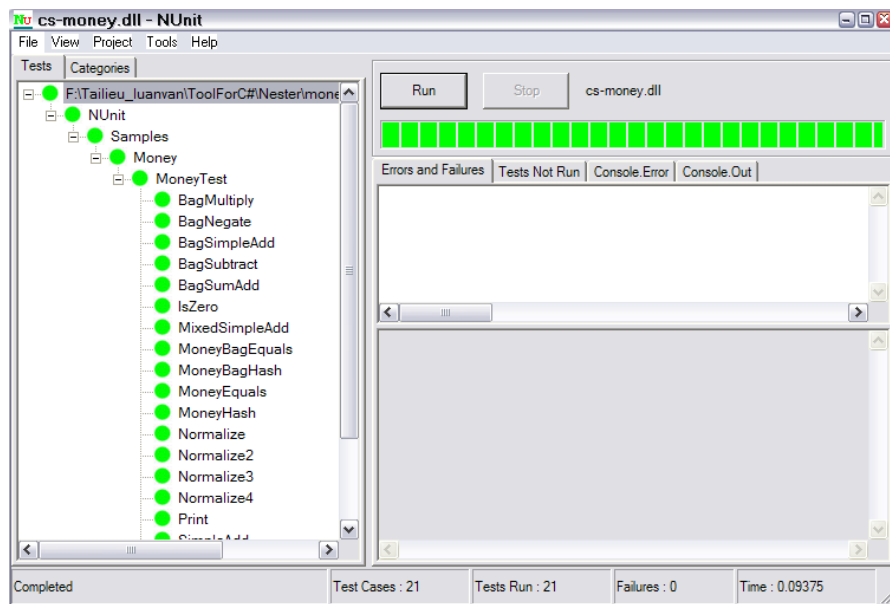 Nu cs-money.dll - NUnit
File View Project Tools Help
Tests Categories
F:\Tailieu_luanvan\ToolForC#\Nester\mone
NUnit
Samples
Money
MoneyTest
BagMultiply
BagNegate
BagSimpleAdd
BagSubtract
BagSumAdd
IsZero
MixedSimpleAdd
MoneyBagEquals
MoneyBagHash
MoneyEquals
MoneyHash
Normalize
Normalize2
Normalize3
Normalize4
Print
SimpleAdd
Run Stop cs-money.dll
Errors and Failures Tests Not Run Console.Error Console.Out
Completed Test Cases : 21 Tests Run : 21 Failures : 0 Time : 0.09375